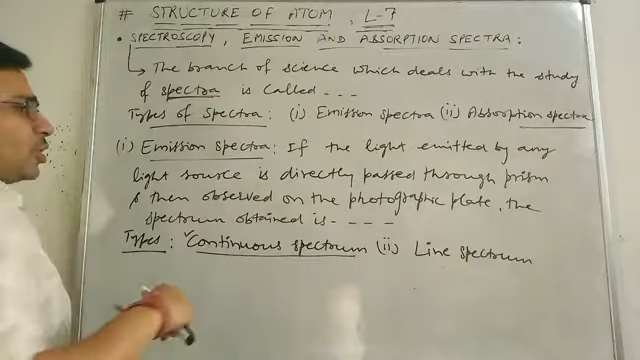 # STRUCTURE OF ATOM, L-7
• SPECTROSCOPY, EMISSION AND ABSORPTION SPECTRA:
↳ The branch of science which deals with the study
of spectra is called - - -
Types of spectra: (i) Emission spectra (ii) Absorption spectra
(i) Emission Spectra: If the light emitted by any
light source is directly passed through prism
& then observed on the photographic plate, the
spectrum obtained is - - - -
Types: Continuous spectrum (ii) Line spectrum